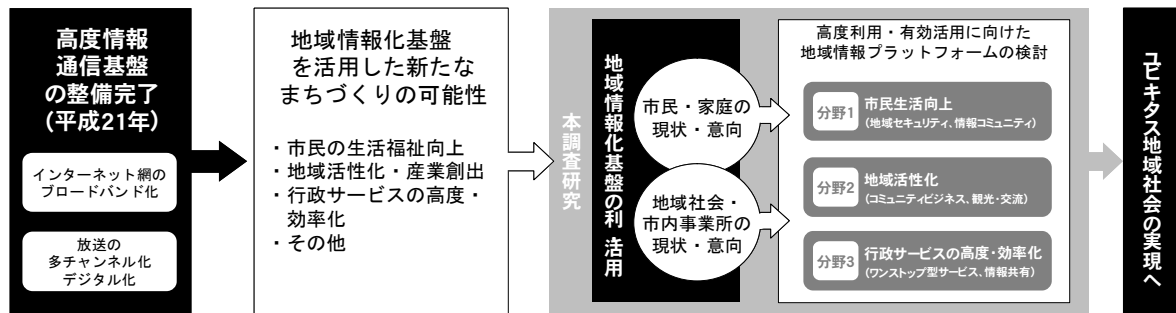 高度情報
通信基盤
の整備完了
(平成21年)
インターネット網の
ブロードバンド化
放送の
多チャンネル化
デジタル化
地域情報化基盤
を活用した新たな
まちづくりの可能性
・市民の生活福祉向上
・地域活性化・産業創出
・行政サービスの高度・
効率化
・その他
本調査研究
地域情報化基盤の利 活用
市民・家庭の
現状・意向
地域社会・
市内事業所の
現状・意向
高度利用・有効活用に向けた
地域情報プラットフォームの検討
分野1 市民生活向上
(地域セキュリティ、情報コミュニティ)
分野2 地域活性化
(コミュニティビジネス、観光・交流)
分野3 行政サービスの高度・効率化
(ワンストップ型サービス、情報共有)
ユビキタス地域社会の実現へ